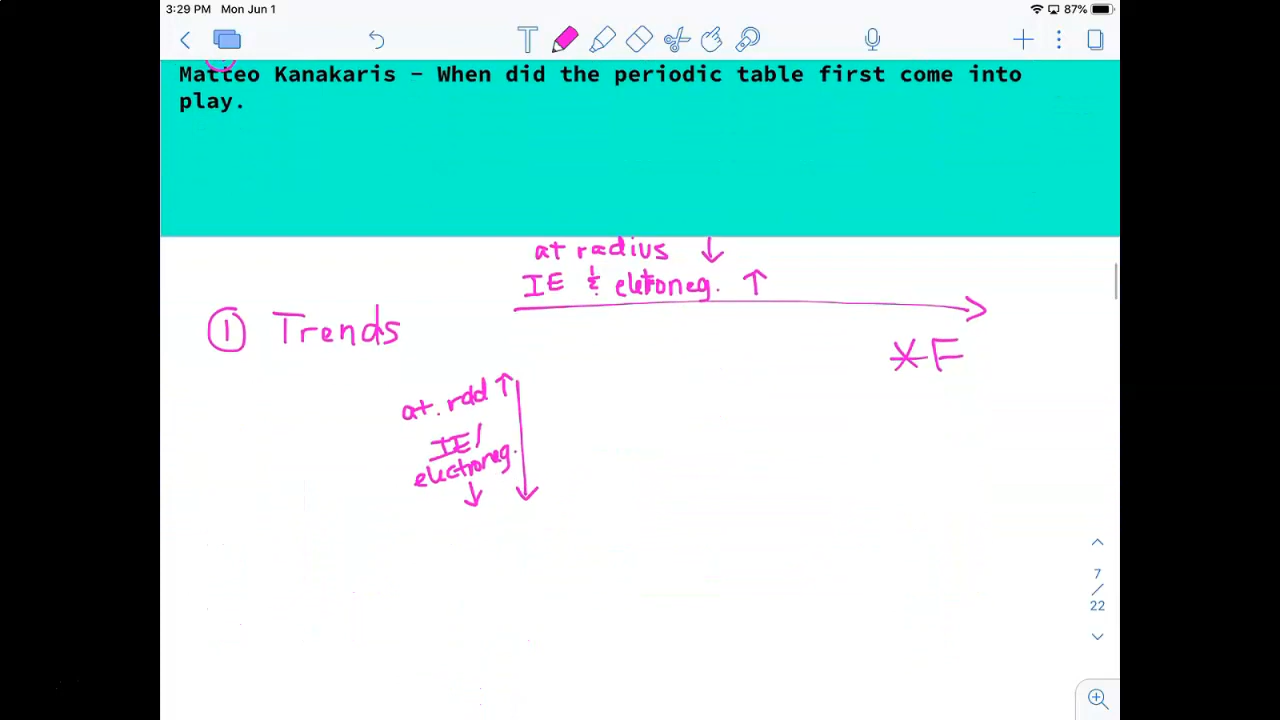 3:29 PM Mon Jun 1
87%
T
Matteo Kanakaris - When did the periodic table first come into
play.
at radius ↓
IE & eletroneg. ↑
① Trends
*F
at. rad ↑
IE/
electroneg.
↓
7
/
22